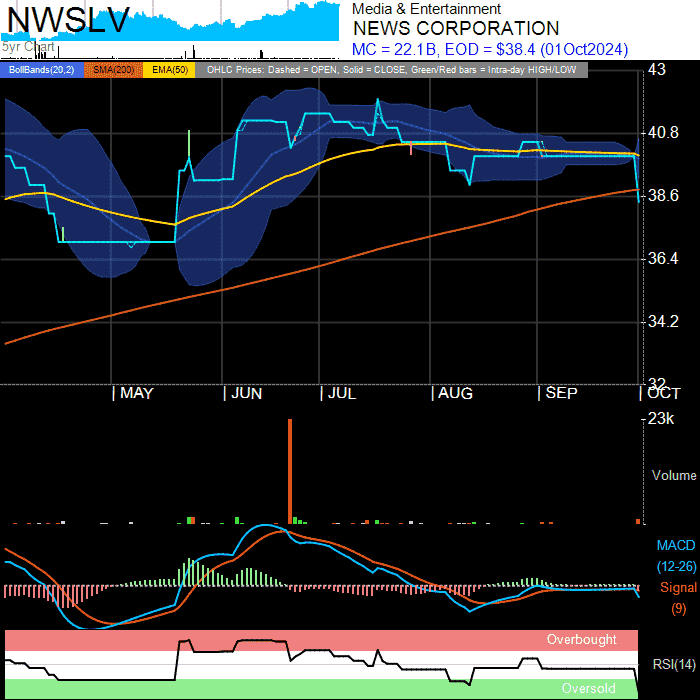 NWSLV
5yr Chart
Media & Entertainment
NEWS CORPORATION
MC = 22.1B, EOD = $38.4 (01Oct2024)
BollBands(20,2) SMA(200) EMA(50) OHLC Prices: Dashed = OPEN, Solid = CLOSE, Green/Red bars = Intra-day HIGH/LOW
43
40.8
38.6
36.4
34.2
32
MAY JUN JUL AUG SEP OCT
23k
Volume
MACD
(12-26)
Signal
(9)
Overbought
RSI(14)
Oversold